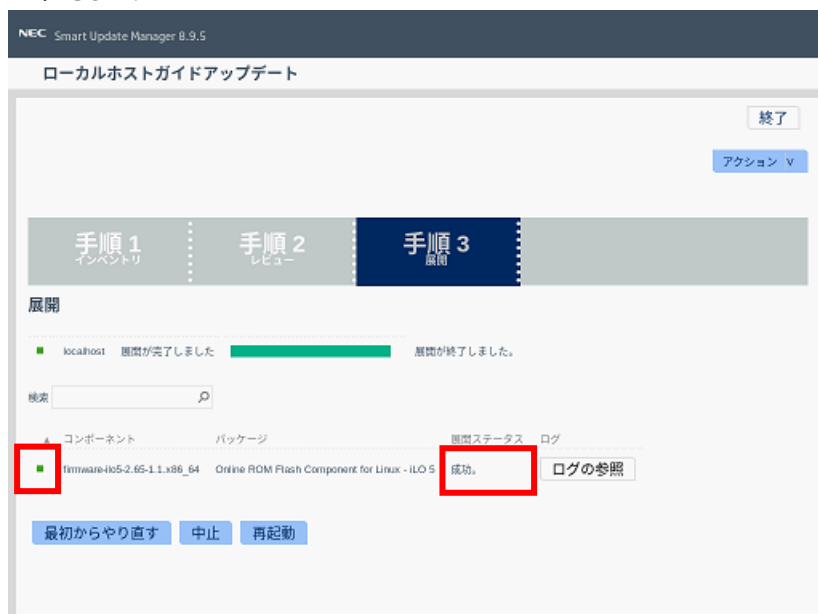 NEC Smart Update Manager 8.9.5
ローカルホストガイドアップデート
終了
アクション ∨
手順 1
インベントリ
手順 2
レビュー
手順 3
展開
展開
localhost 展開が完了しました 展開が終了しました。
検索
▲ コンポーネント パッケージ 展開ステータス ログ
firmware-ilo5-2.65-1.1.x86_64 Online ROM Flash Component for Linux - iLO 5 成功。 ログの参照
最初からやり直す 中止 再起動